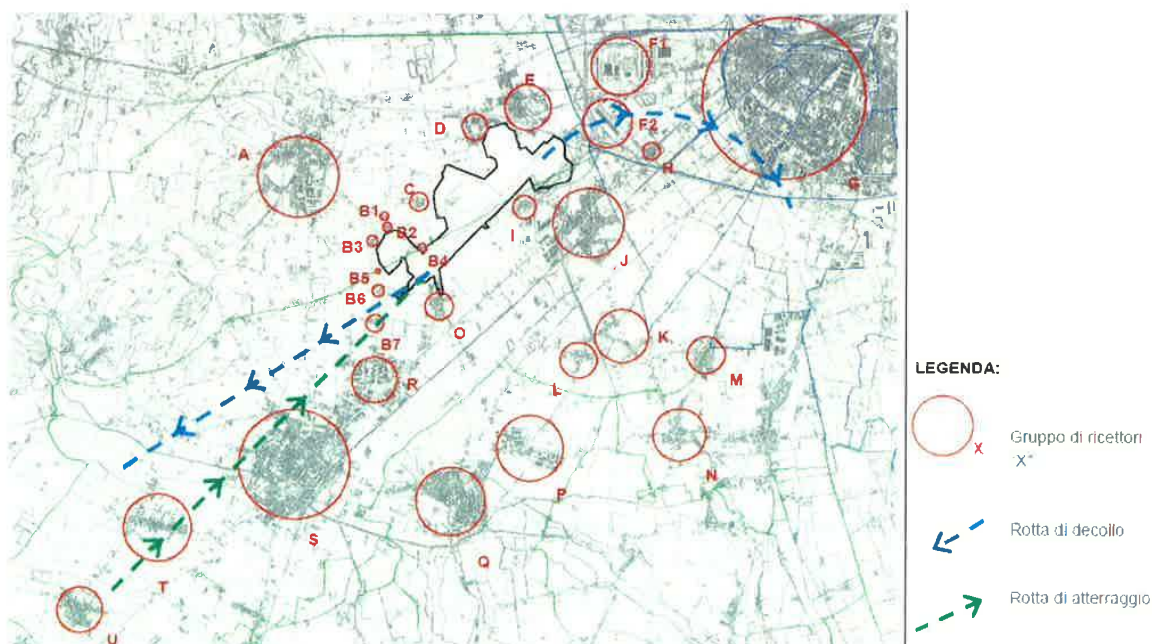 F1
E
D
F2
H
G
A
C
I
B1
B2
B3
B4
J
B5
B6
O
B7
K
L
M
R
N
P
S
Q
T
U
LEGENDA:
X
Gruppo di ricettori
"X"
Rotta di decollo
Rotta di atterraggio